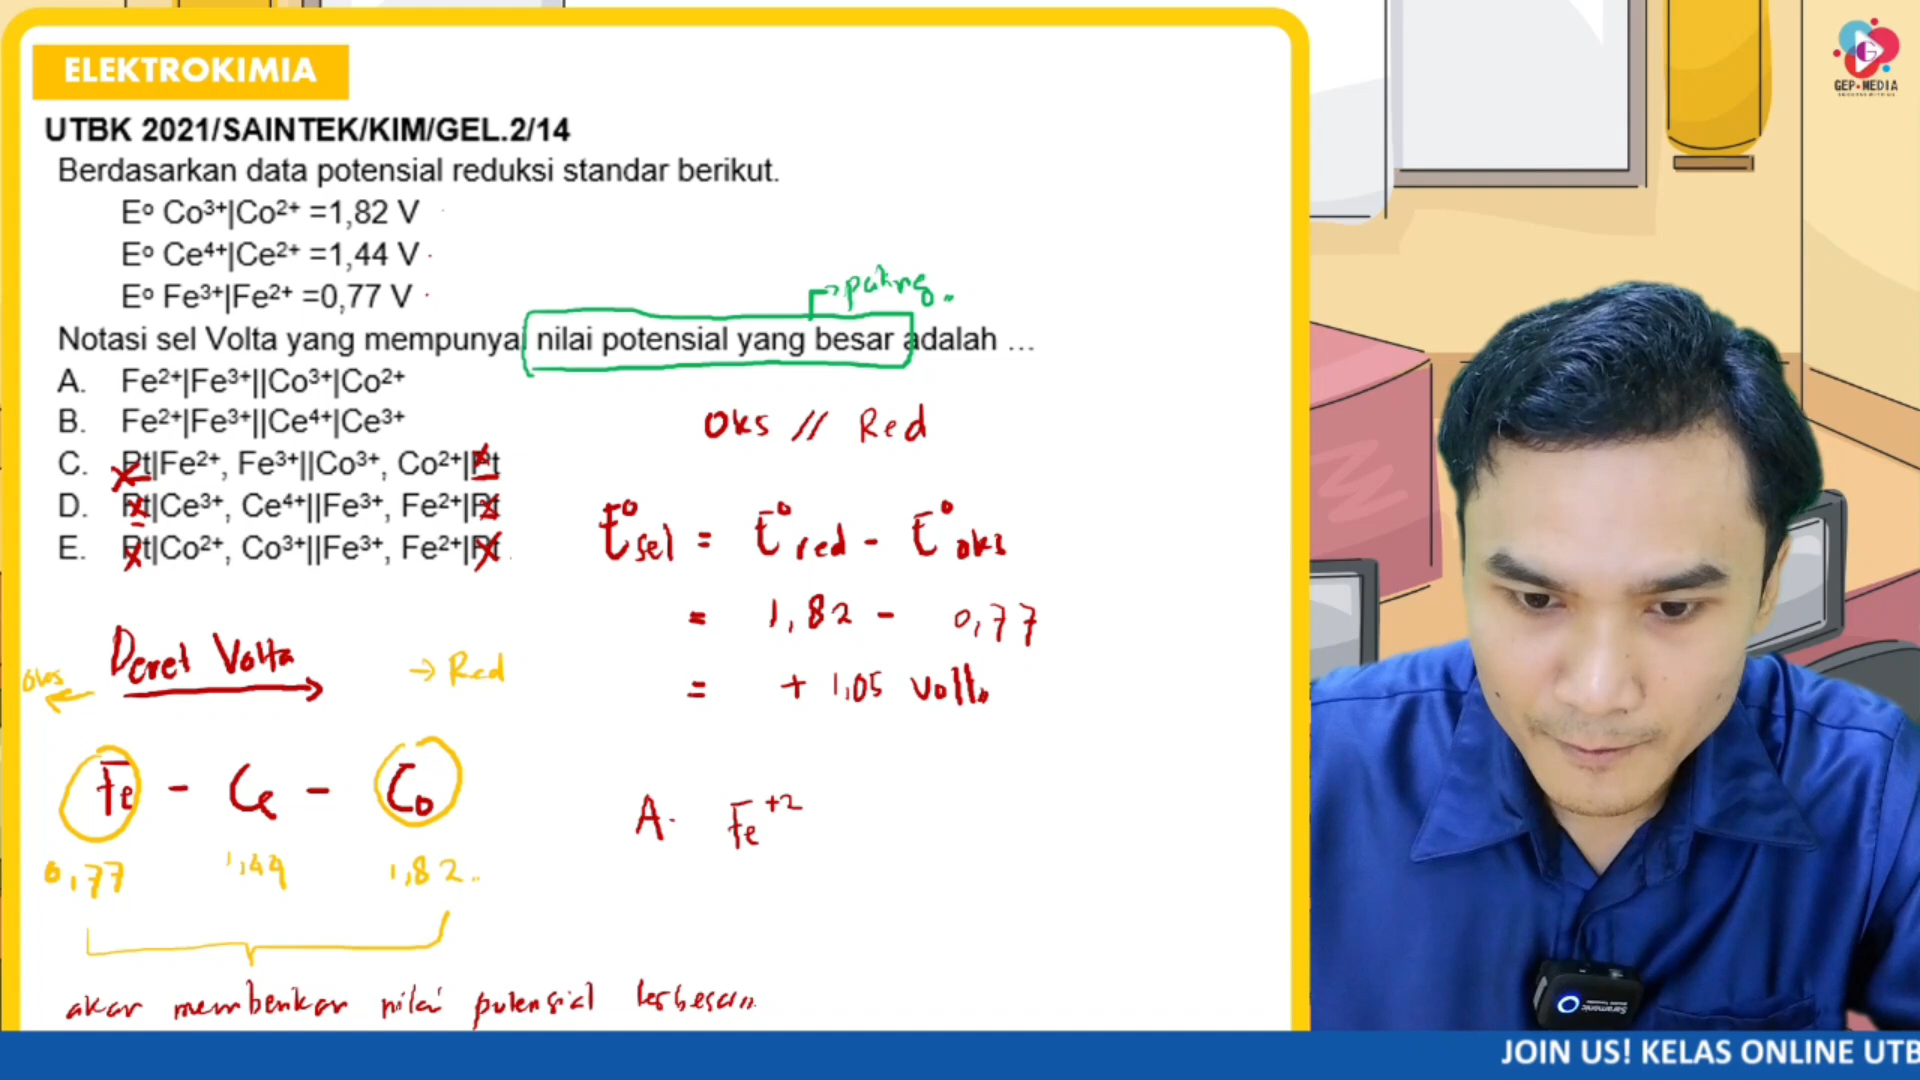 ELEKTROKIMIA
UTBK 2021/SAINTEK/KIM/GEL.2/14
Berdasarkan data potensial reduksi standar berikut.
Eº Co³⁺|Co²⁺ =1,82 V
Eº Ce⁴⁺|Ce²⁺ =1,44 V
Eº Fe³⁺|Fe²⁺ =0,77 V
→ paling
Notasi sel Volta yang mempunyai nilai potensial yang besar adalah ...
A. Fe²⁺|Fe³⁺||Co³⁺|Co²⁺
B. Fe²⁺|Fe³⁺||Ce⁴⁺|Ce³⁺
C. Pt|Fe²⁺, Fe³⁺||Co³⁺, Co²⁺|Pt
D. Pt|Ce³⁺, Ce⁴⁺||Fe³⁺, Fe²⁺|Pt
E. Pt|Co²⁺, Co³⁺||Fe³⁺, Fe²⁺|Pt
Oks // Red
E°sel = E°red - E°oks
= 1,82 - 0,77
= + 1,05 volt
A. Fe⁺²
Deret Volta
Oks ←
→ Red
Fe - Ce - Co
0,77 1,44 1,82
akan memberikan nilai potensial terbesar
GEP MEDIA
Saramonic
JOIN US! KELAS ONLINE UTB